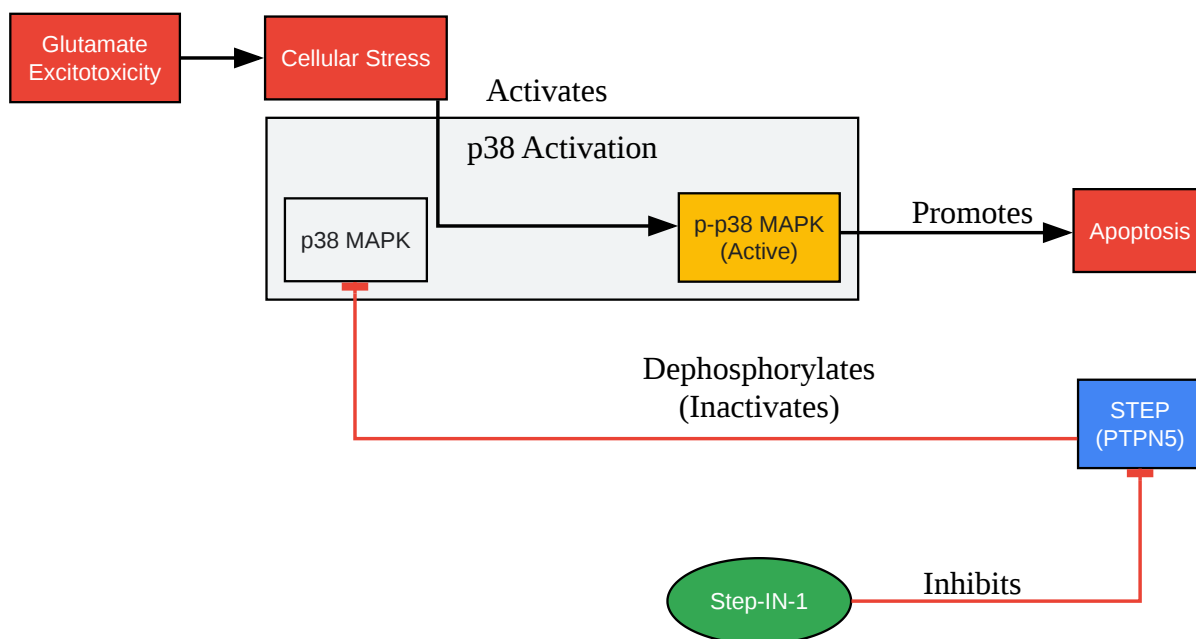 Glutamate
Excitotoxicity
Cellular Stress
Activates
p38 Activation
p38 MAPK
p-p38 MAPK
(Active)
Promotes
Apoptosis
Dephosphorylates
(Inactivates)
STEP
(PTPN5)
Step-IN-1
Inhibits